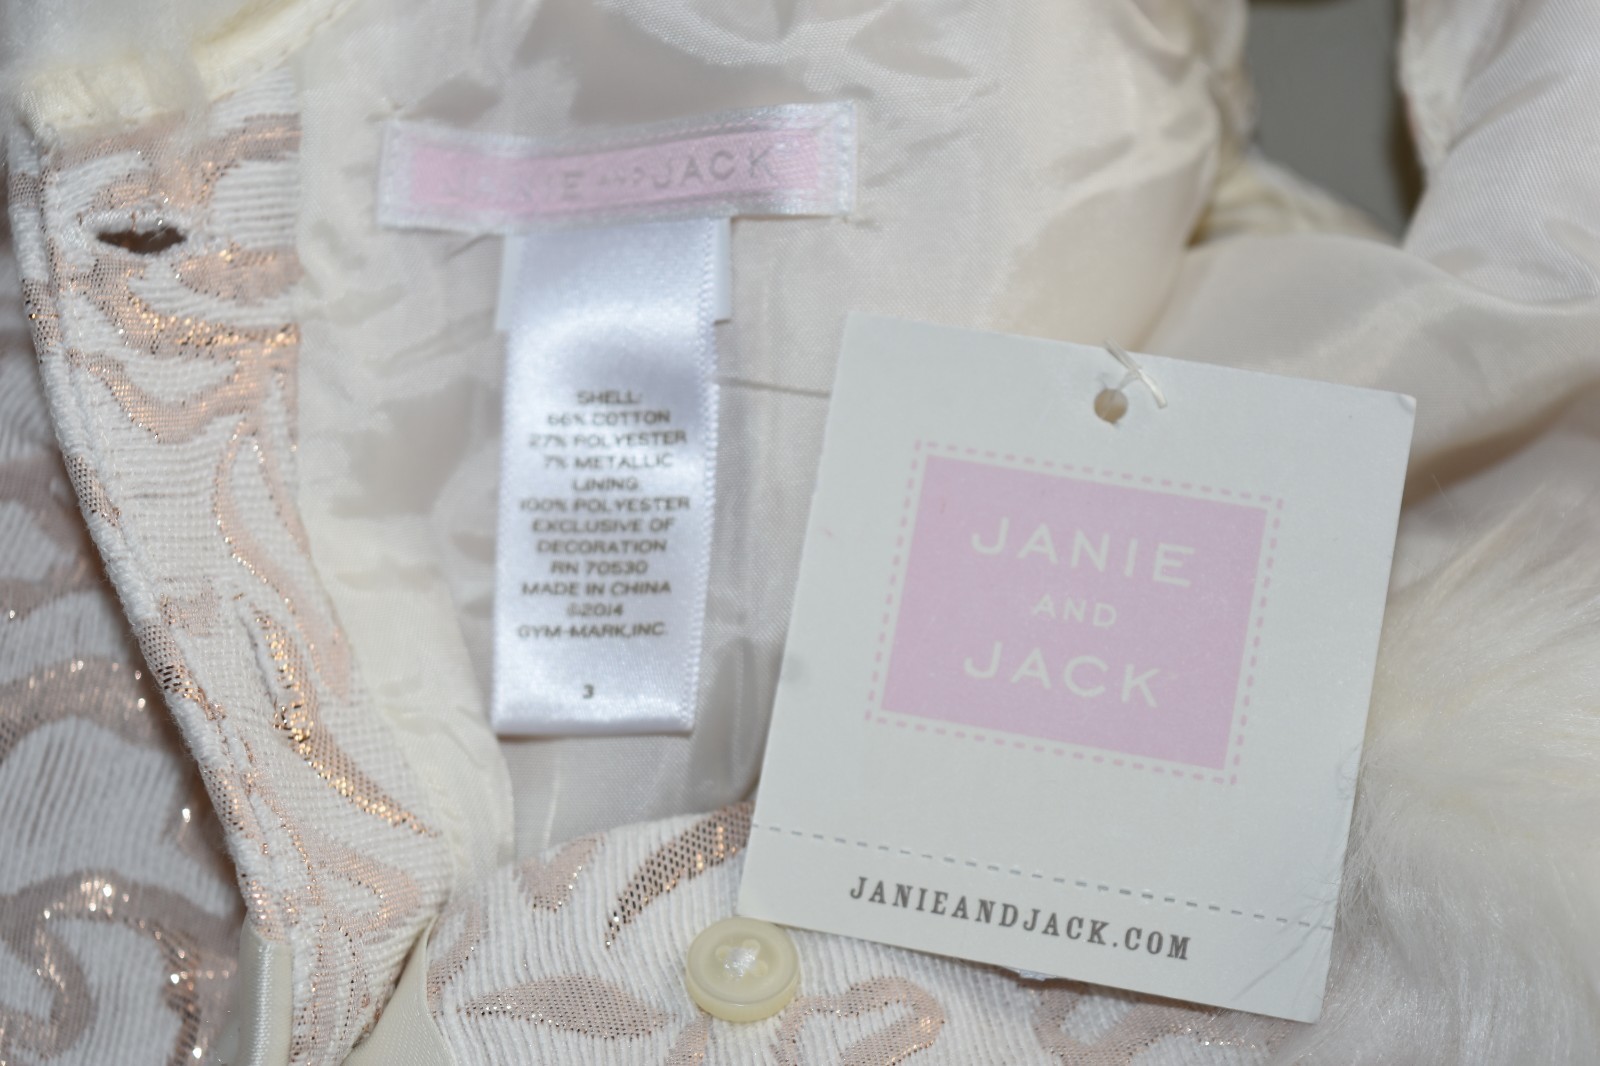 JANIE AND JACK
SHELL:
66% COTTON
27% POLYESTER
7% METALLIC
LINING:
100% POLYESTER
EXCLUSIVE OF
DECORATION
RN 70530
MADE IN CHINA
©2014
GYM-MARK,INC.
3
JANIE
AND
JACK
JANIEANDJACK.COM